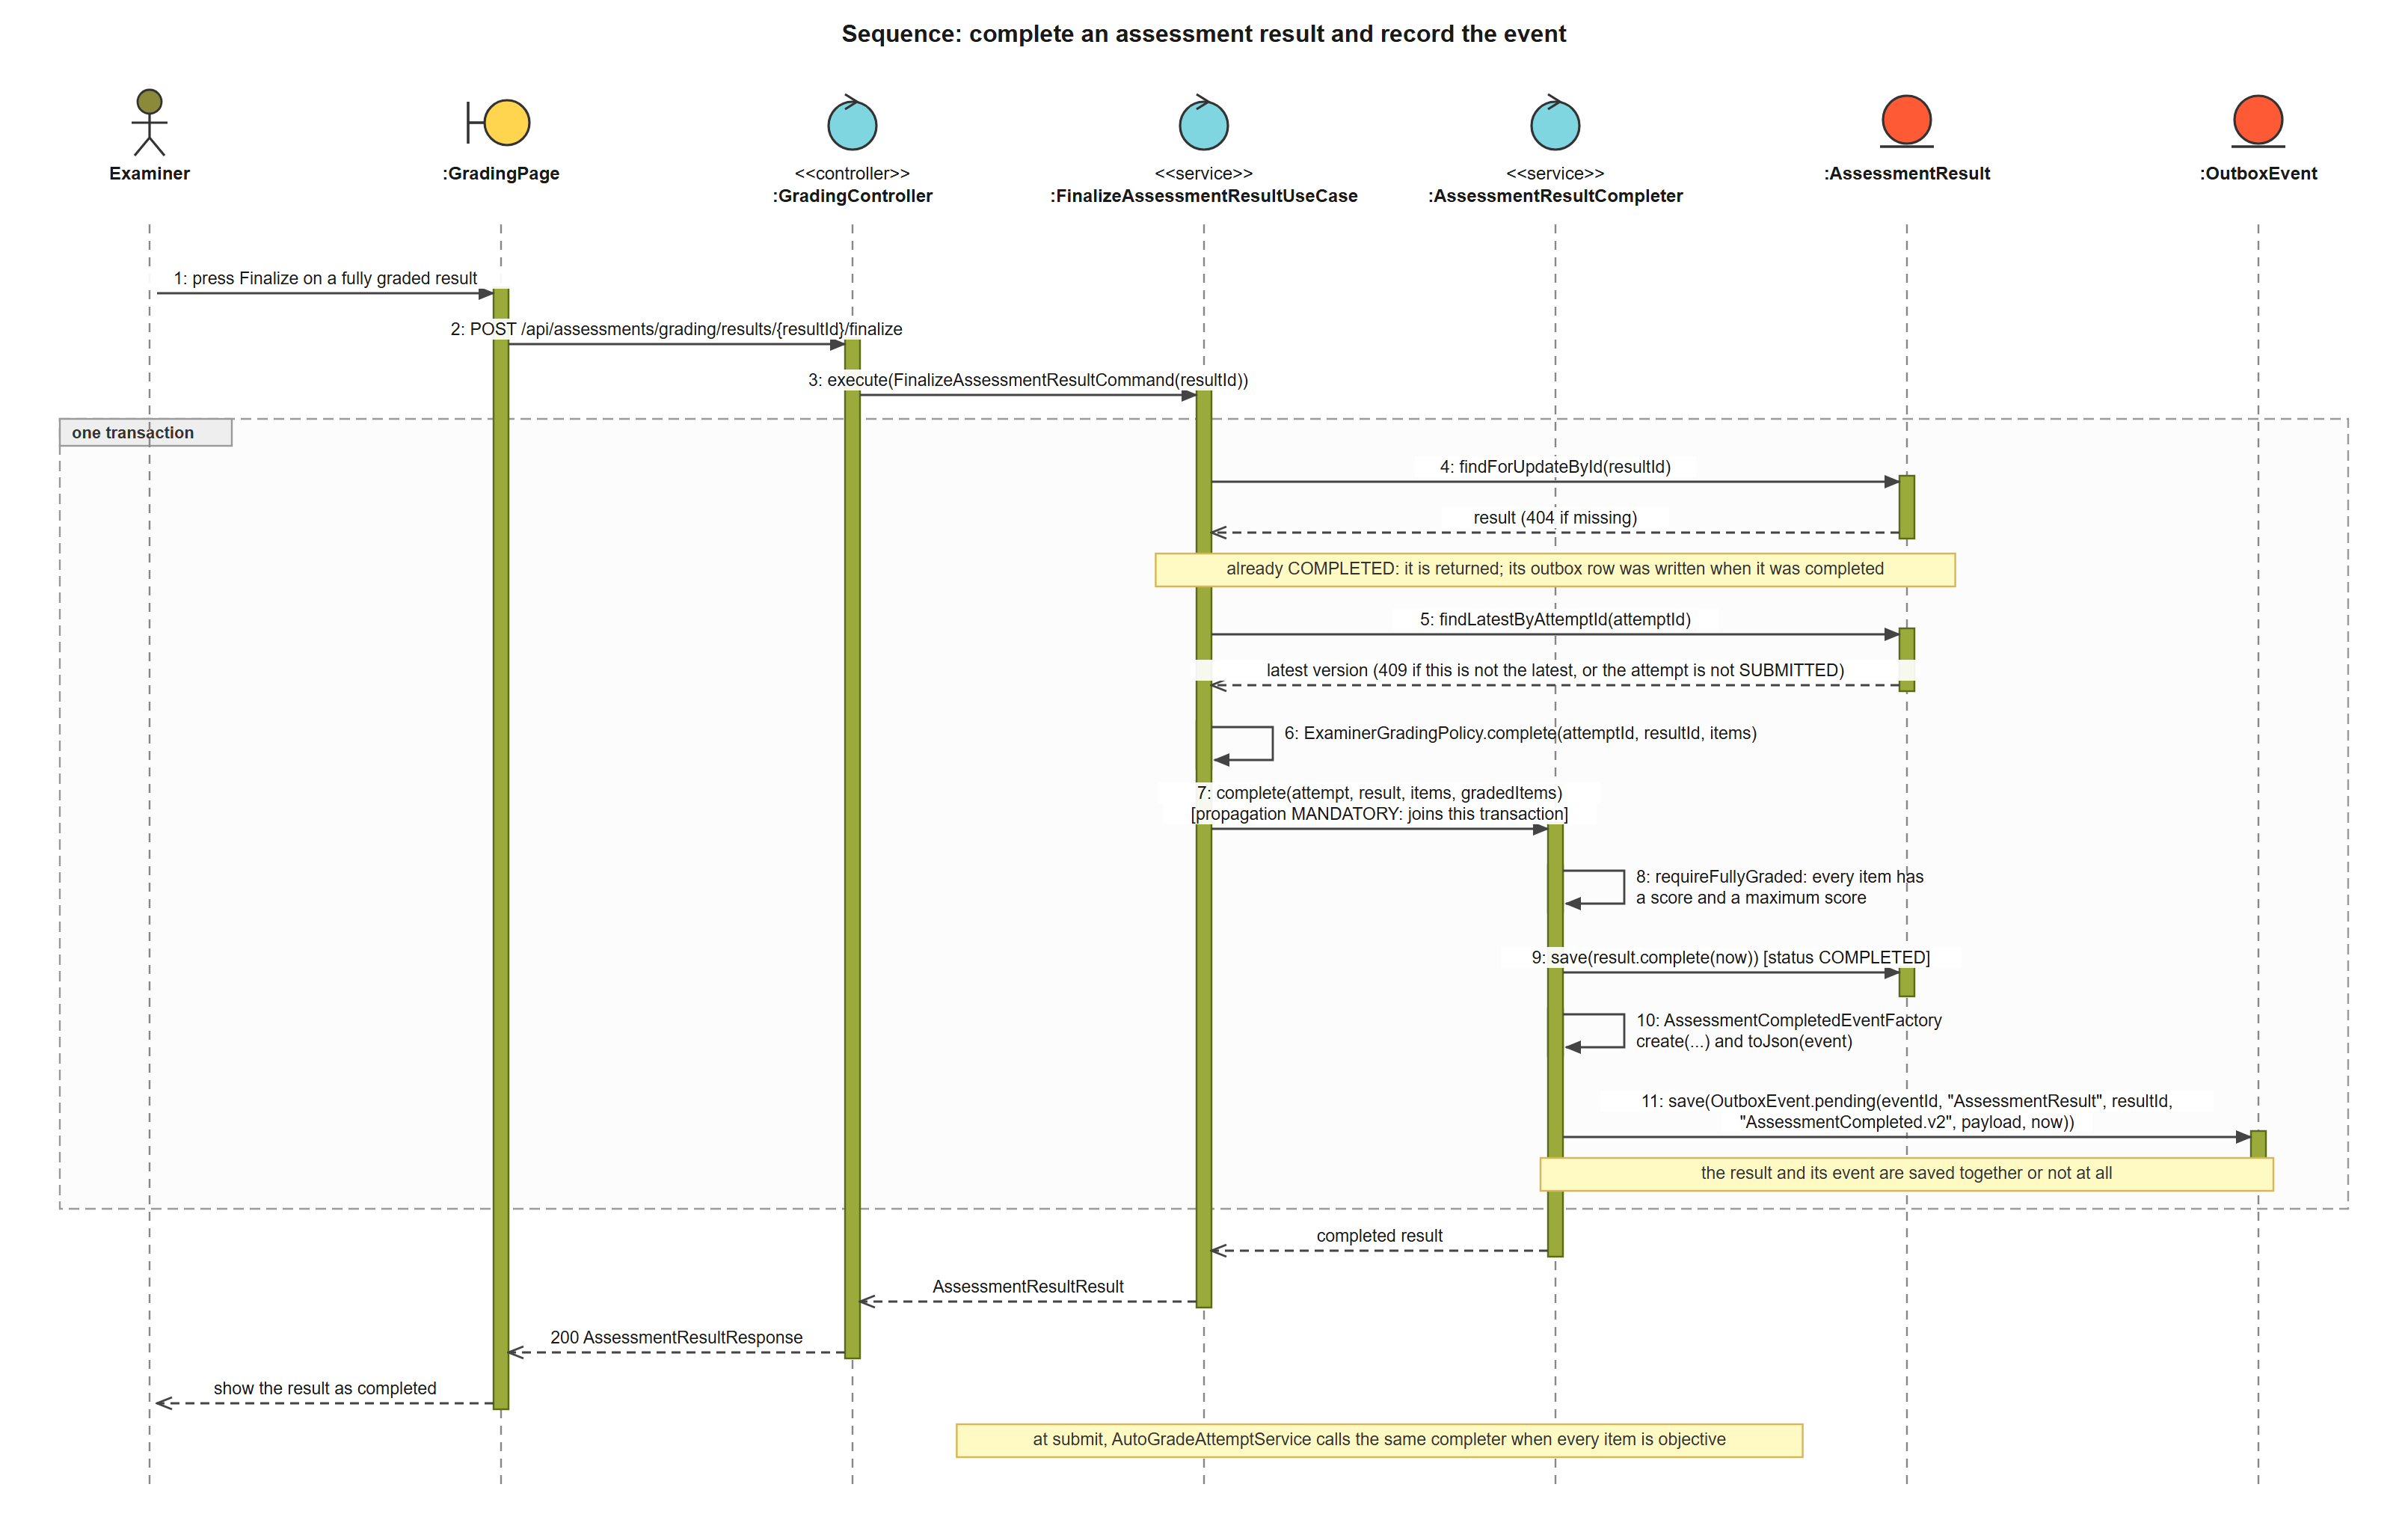 Sequence: complete an assessment result and record the event
Examiner
:GradingPage
<<controller>>
:GradingController
<<service>>
:FinalizeAssessmentResultUseCase
<<service>>
:AssessmentResultCompleter
:AssessmentResult
:OutboxEvent
1: press Finalize on a fully graded result
2: POST /api/assessments/grading/results/{resultId}/finalize
3: execute(FinalizeAssessmentResultCommand(resultId))
one transaction
4: findForUpdateById(resultId)
result (404 if missing)
already COMPLETED: it is returned; its outbox row was written when it was completed
5: findLatestByAttemptId(attemptId)
latest version (409 if this is not the latest, or the attempt is not SUBMITTED)
6: ExaminerGradingPolicy.complete(attemptId, resultId, items)
7: complete(attempt, result, items, gradedItems)
[propagation MANDATORY: joins this transaction]
8: requireFullyGraded: every item has
a score and a maximum score
9: save(result.complete(now)) [status COMPLETED]
10: AssessmentCompletedEventFactory
create(...) and toJson(event)
11: save(OutboxEvent.pending(eventId, "AssessmentResult", resultId,
"AssessmentCompleted.v2", payload, now))
the result and its event are saved together or not at all
completed result
AssessmentResultResult
200 AssessmentResultResponse
show the result as completed
at submit, AutoGradeAttemptService calls the same completer when every item is objective